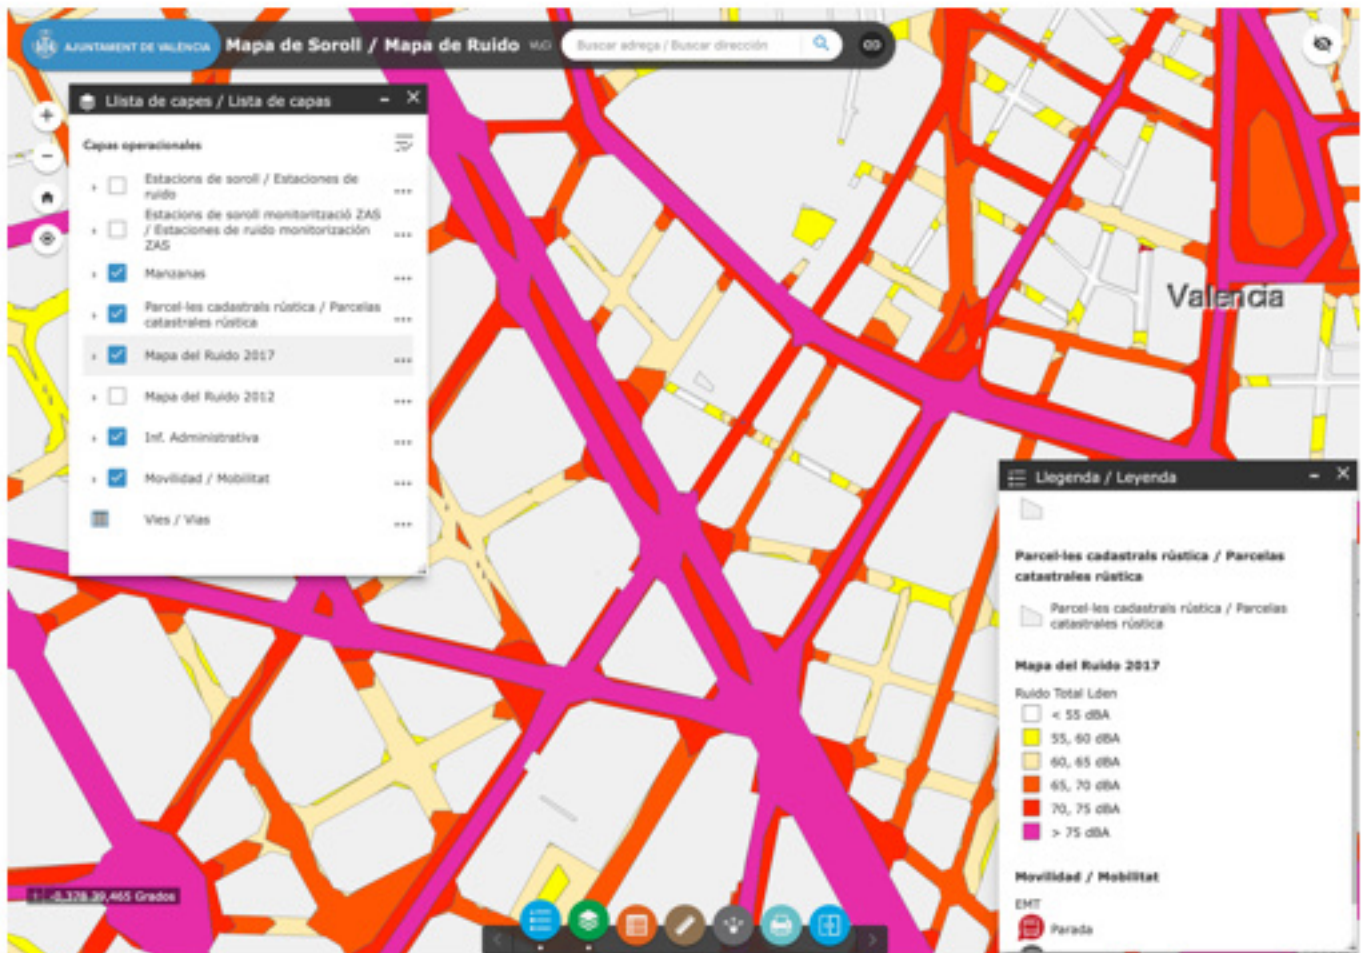 AJUNTAMENT DE VALÈNCIA
Mapa de Soroll / Mapa de Ruido
Buscar adreça / Buscar dirección
Llista de capes / Lista de capas
Capas operacionales
Estacions de soroll / Estaciones de
ruido
Estacions de soroll monitorització ZAS
/ Estaciones de ruido monitorización
ZAS
Manzanas
Parcel·les cadastrals rústica / Parcelas
catastrales rústica
Mapa del Ruido 2017
Mapa del Ruido 2012
Inf. Administrativa
Movilidad / Mobilitat
Vies / Vias
Valencia
Llegenda / Leyenda
Parcel·les cadastrals rústica / Parcelas
catastrales rústica
Parcel·les cadastrals rústica / Parcelas
catastrales rústica
Mapa del Ruido 2017
Ruido Total Lden
< 55 dBA
55, 60 dBA
60, 65 dBA
65, 70 dBA
70, 75 dBA
> 75 dBA
Movilidad / Mobilitat
EMT
Parada
-0,378 39,465 Grados